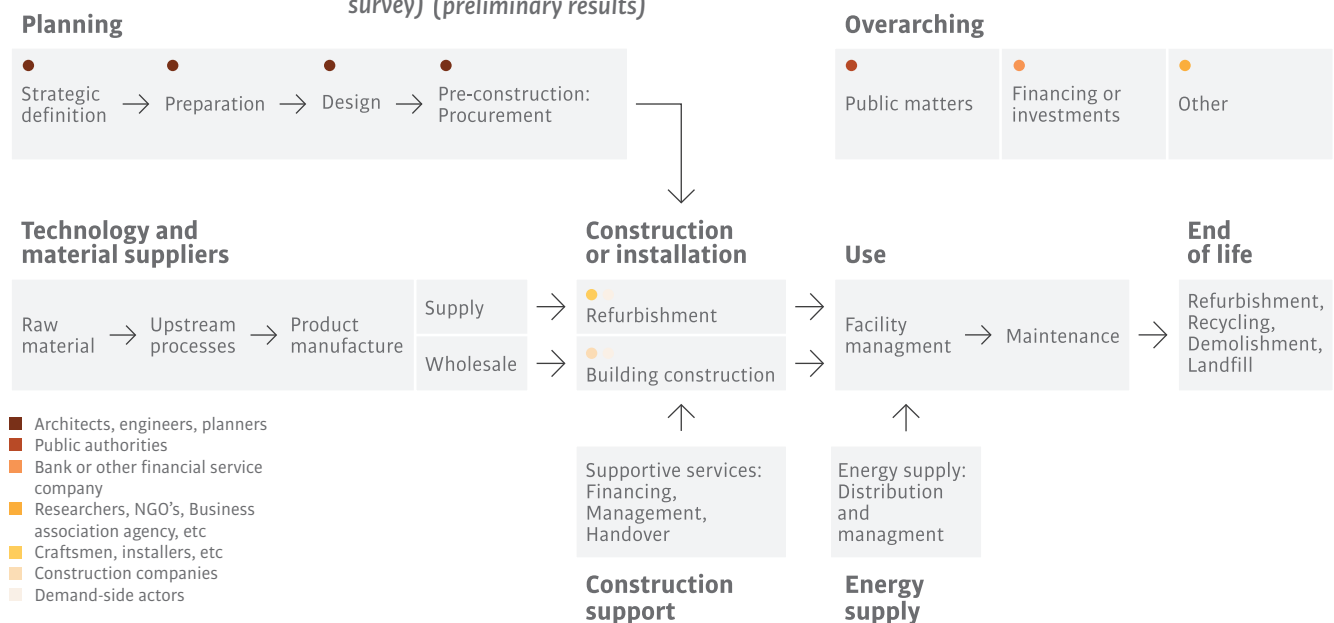 survey) (preliminary results)
Planning
Strategic
definition
Preparation
Design
Pre-construction:
Procurement
Overarching
Public matters
Financing or
investments
Other
Technology and
material suppliers
Raw
material
Upstream
processes
Product
manufacture
Supply
Wholesale
Construction
or installation
Refurbishment
Building construction
Use
Facility
managment
Maintenance
End
of life
Refurbishment,
Recycling,
Demolishment,
Landfill
Architects, engineers, planners
Public authorities
Bank or other financial service
company
Researchers, NGO's, Business
association agency, etc
Craftsmen, installers, etc
Construction companies
Demand-side actors
Supportive services:
Financing,
Management,
Handover
Construction
support
Energy supply:
Distribution
and
managment
Energy
supply